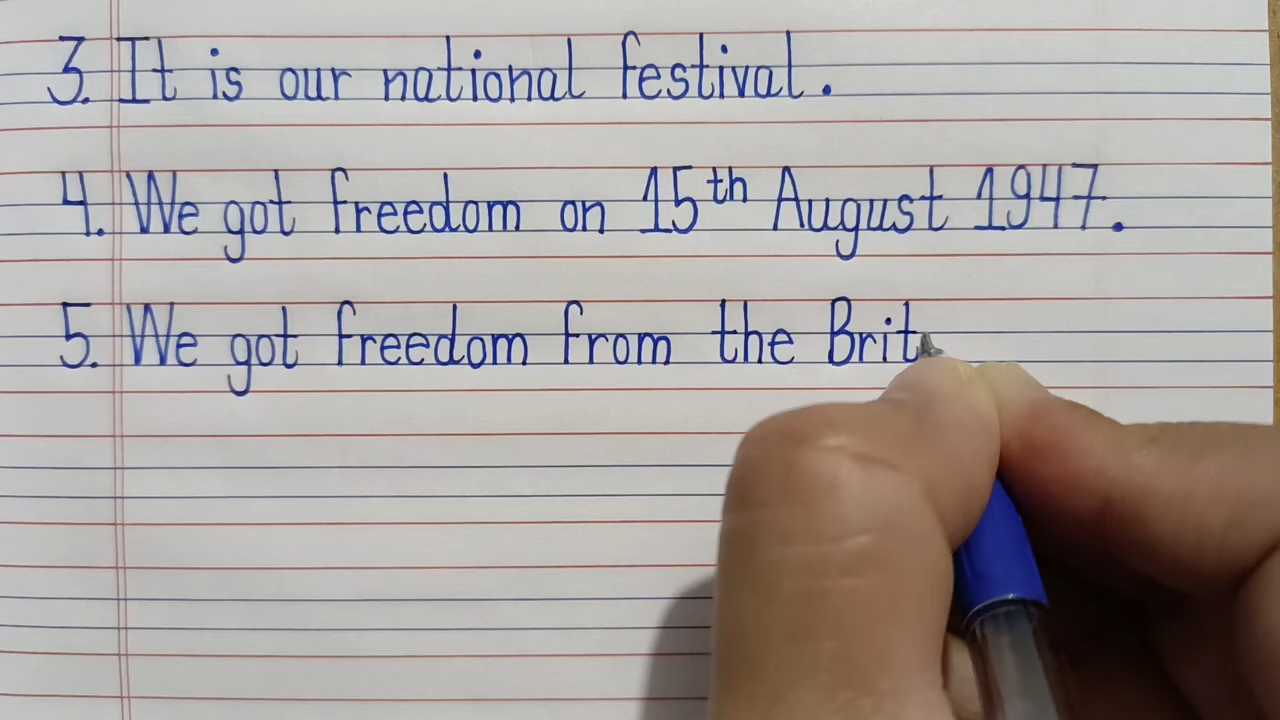 3. It is our national festival.
4. We got freedom on 15th August 1947.
5. We got freedom from the Brit